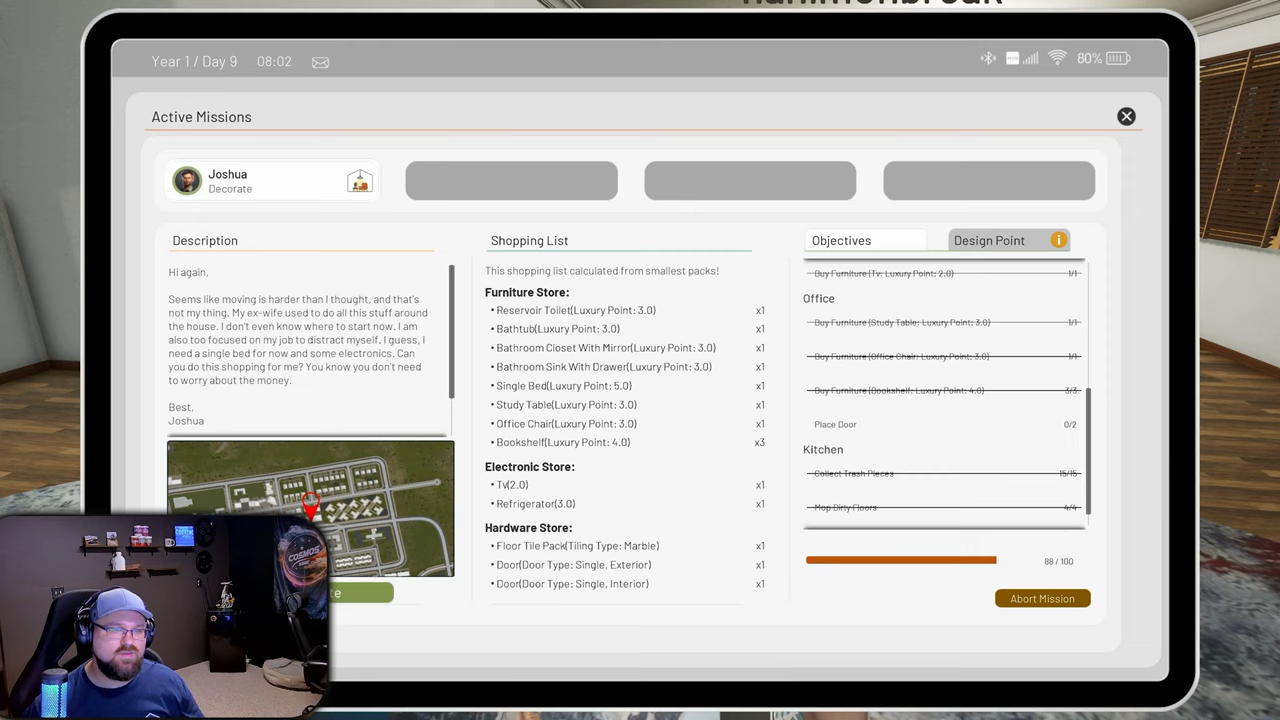 Year 1 / Day 9 08:02 80%
Active Missions
Joshua
Decorate
Description
Hi again,
Seems like moving is harder than I thought, and that's
not my thing. My ex-wife used to do all this stuff around
the house. I don't even know where to start now. I am
also too focused on my job to distract myself. I guess, I
need a single bed for now and some electronics. Can
you do this shopping for me? You know you don't need
to worry about the money.
Best,
Joshua
Shopping List
This shopping list calculated from smallest packs!
Furniture Store:
• Reservoir Toilet(Luxury Point: 3.0) x1
• Bathtub(Luxury Point: 3.0) x1
• Bathroom Closet With Mirror(Luxury Point: 3.0) x1
• Bathroom Sink With Drawer(Luxury Point: 3.0) x1
• Single Bed(Luxury Point: 5.0) x1
• Study Table(Luxury Point: 3.0) x1
• Office Chair(Luxury Point: 3.0) x1
• Bookshelf(Luxury Point: 4.0) x3
Electronic Store:
• Tv(2.0) x1
• Refrigerator(3.0) x1
Hardware Store:
• Floor Tile Pack(Tiling Type: Marble) x1
• Door(Door Type: Single, Exterior) x1
• Door(Door Type: Single, Interior) x1
Objectives
Design Point i
Buy Furniture (Tv: Luxury Point: 2.0) 1/1
Office
Buy Furniture (Study Table: Luxury Point: 3.0) 1/1
Buy Furniture (Office Chair: Luxury Point: 3.0) 1/1
Buy Furniture (Bookshelf: Luxury Point: 4.0) 3/3
Place Door 0/2
Kitchen
Collect Trash Pieces 15/15
Mop Dirty Floors 4/4
88 / 100
Abort Mission
COSMOS